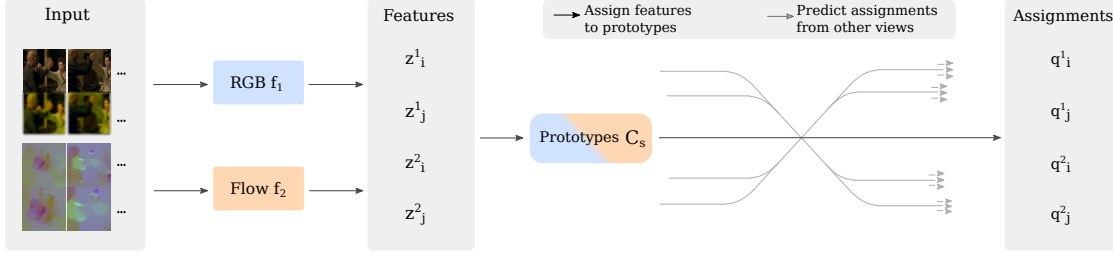 Input
Features
Assign features
to prototypes
Predict assignments
from other views
Assignments
...
...
...
...
RGB f₁
Flow f₂
z¹ᵢ
z¹ⱼ
z²ᵢ
z²ⱼ
Prototypes Cₛ
q¹ᵢ
q¹ⱼ
q²ᵢ
q²ⱼ